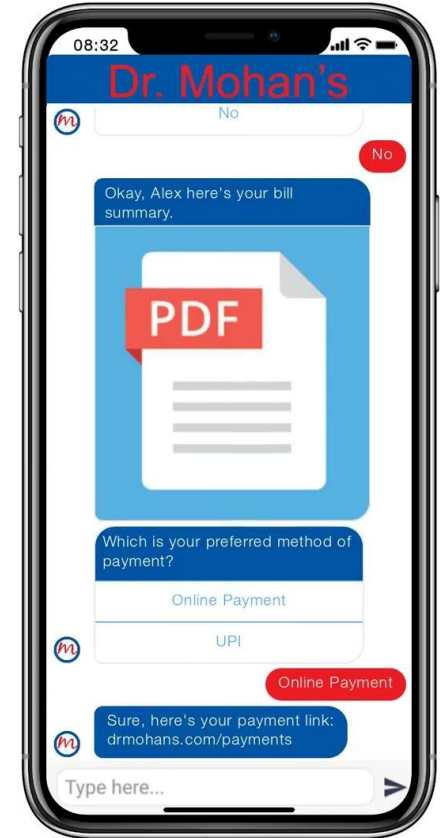 08:32
Dr. Mohan's
No
No
Okay, Alex here's your bill
summary.
PDF
Which is your preferred method of
payment?
Online Payment
UPI
Online Payment
Sure, here's your payment link:
drmohans.com/payments
Type here...